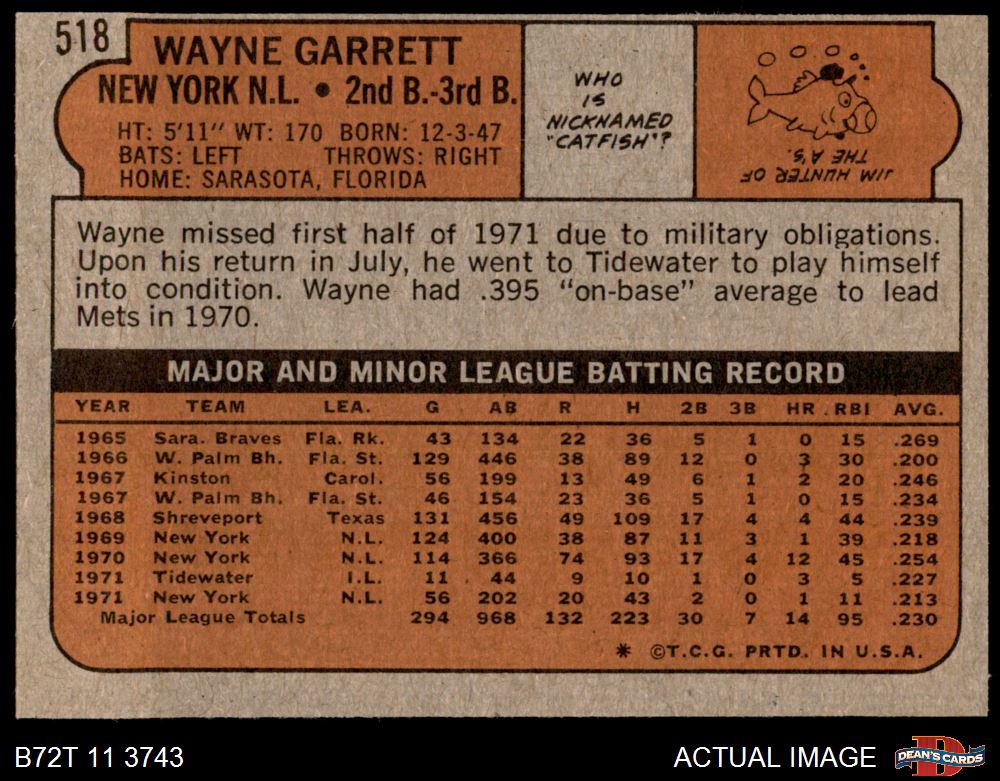 518
WAYNE GARRETT
NEW YORK N.L. • 2nd B.-3rd B.
HT: 5'11" WT: 170 BORN: 12-3-47
BATS: LEFT THROWS: RIGHT
HOME: SARASOTA, FLORIDA
WHO
IS
NICKNAMED
"CATFISH"?
JIM HUNTER OF
THE A'S.
Wayne missed first half of 1971 due to military obligations.
Upon his return in July, he went to Tidewater to play himself
into condition. Wayne had .395 "on-base" average to lead
Mets in 1970.
MAJOR AND MINOR LEAGUE BATTING RECORD
YEAR TEAM LEA. G AB R H 2B 3B HR RBI AVG.
1965 Sara. Braves Fla. Rk. 43 134 22 36 5 1 0 15 .269
1966 W. Palm Bh. Fla. St. 129 446 38 89 12 0 3 30 .200
1967 Kinston Carol. 56 199 13 49 6 1 2 20 .246
1967 W. Palm Bh. Fla. St. 46 154 23 36 5 1 0 15 .234
1968 Shreveport Texas 131 456 49 109 17 4 4 44 .239
1969 New York N.L. 124 400 38 87 11 3 1 39 .218
1970 New York N.L. 114 366 74 93 17 4 12 45 .254
1971 Tidewater I.L. 11 44 9 10 1 0 3 5 .227
1971 New York N.L. 56 202 20 43 2 0 1 11 .213
Major League Totals 294 968 132 223 30 7 14 95 .230
* ©T.C.G. PRTD. IN U.S.A.
B72T 11 3743
ACTUAL IMAGE
D
DEAN'S CARDS